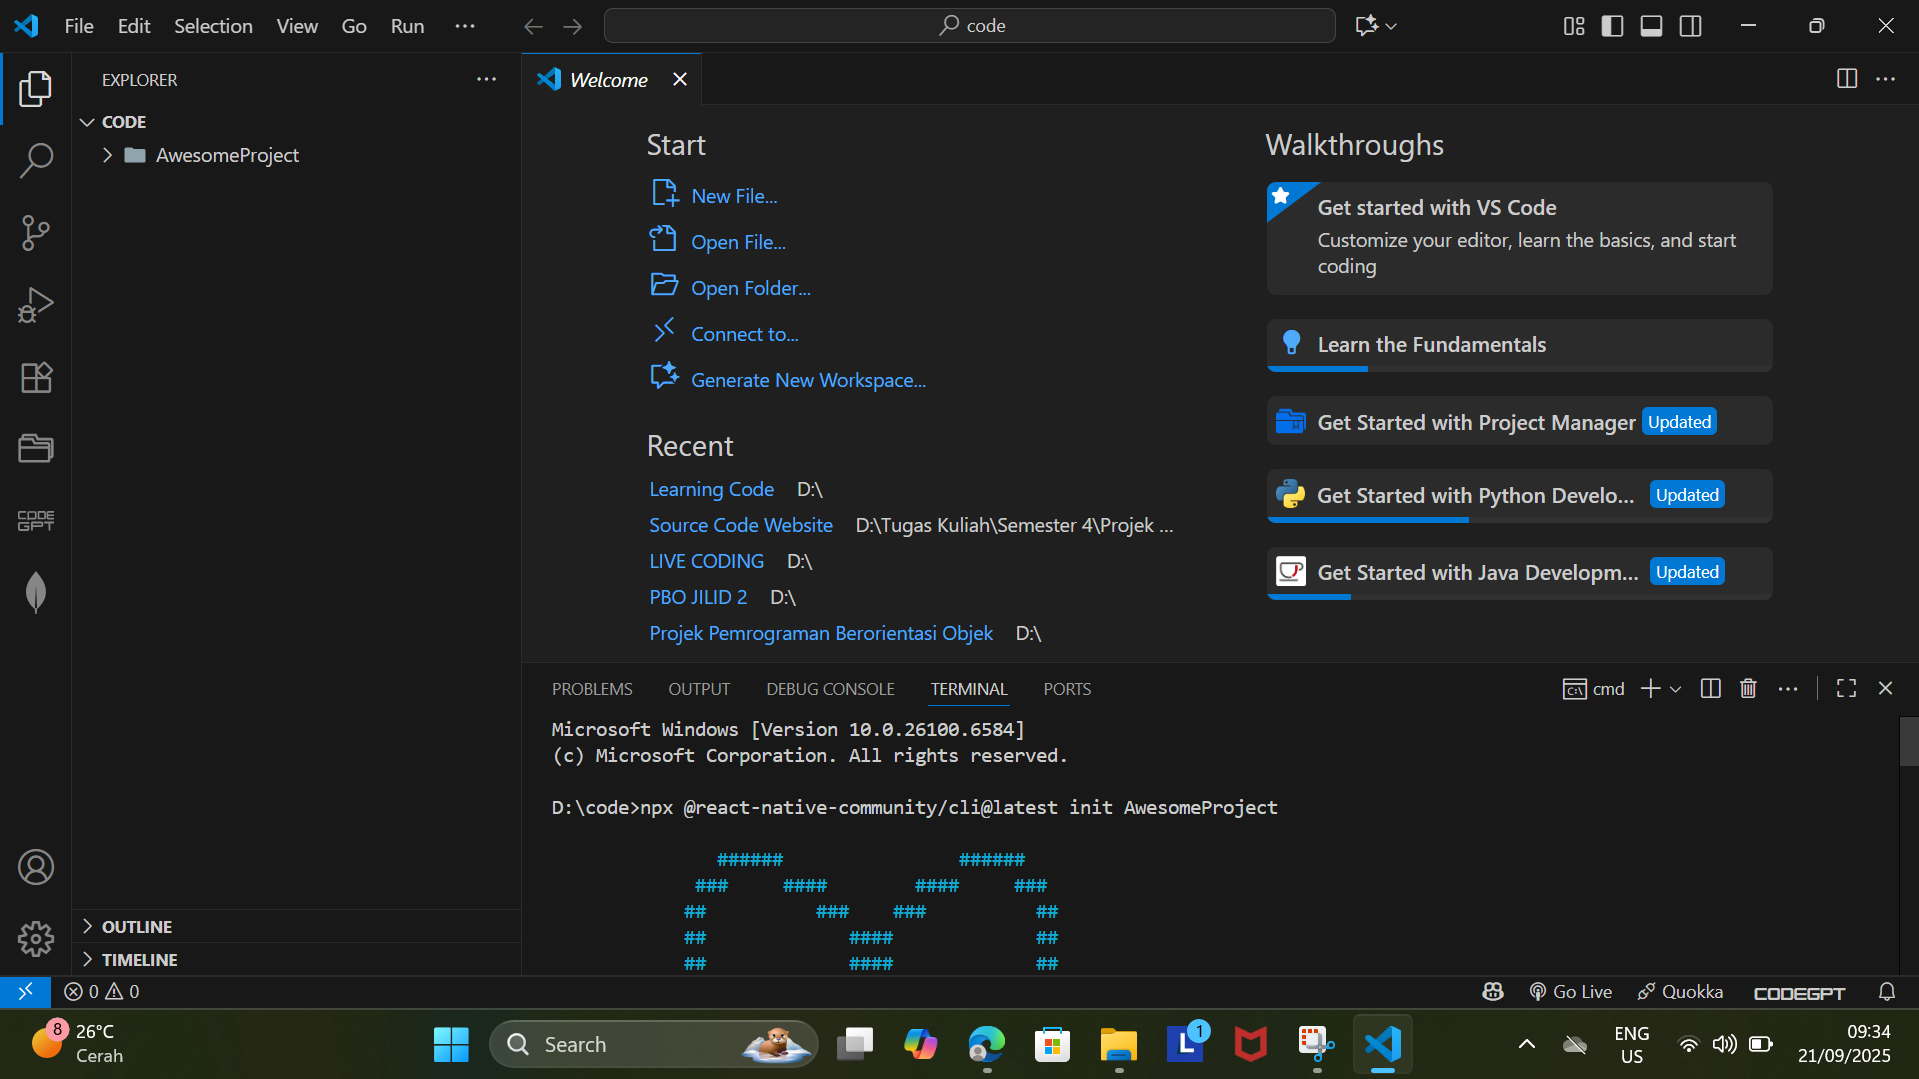 File Edit Selection View Go Run ···
code
EXPLORER
CODE
AwesomeProject
OUTLINE
TIMELINE
CODE
GPT
Welcome
Start
New File...
Open File...
Open Folder...
Connect to...
Generate New Workspace...
Recent
Learning Code D:\
Source Code Website D:\Tugas Kuliah\Semester 4\Projek ...
LIVE CODING D:\
PBO JILID 2 D:\
Projek Pemrograman Berorientasi Objek D:\
Walkthroughs
Get started with VS Code
Customize your editor, learn the basics, and start
coding
Learn the Fundamentals
Get Started with Project Manager Updated
Get Started with Python Develo... Updated
Get Started with Java Developm... Updated
PROBLEMS OUTPUT DEBUG CONSOLE TERMINAL PORTS
cmd
Microsoft Windows [Version 10.0.26100.6584]
(c) Microsoft Corporation. All rights reserved.
D:\code>npx @react-native-community/cli@latest init AwesomeProject
###### ######
### #### #### ###
## ### ### ##
## #### ##
## #### ##
0 0
Go Live Quokka CODEGPT
8 26°C
Cerah
Search
L 1
ENG
US
09:34
21/09/2025